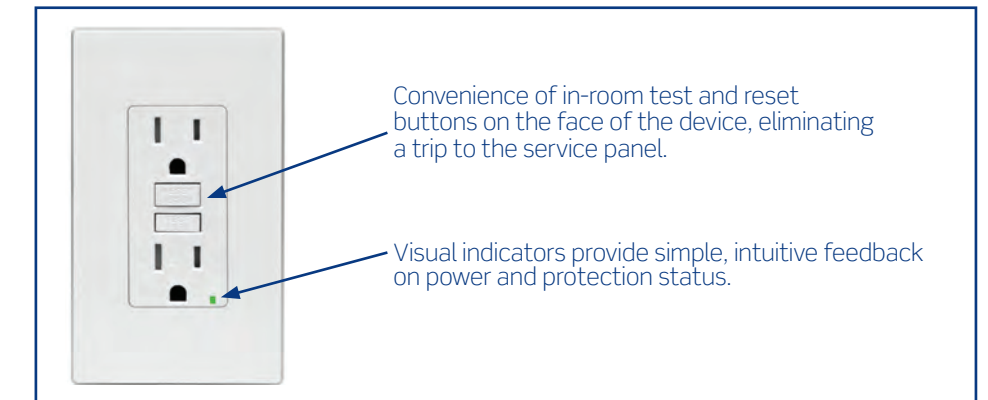 Convenience of in-room test and reset
buttons on the face of the device, eliminating
a trip to the service panel.
Visual indicators provide simple, intuitive feedback
on power and protection status.